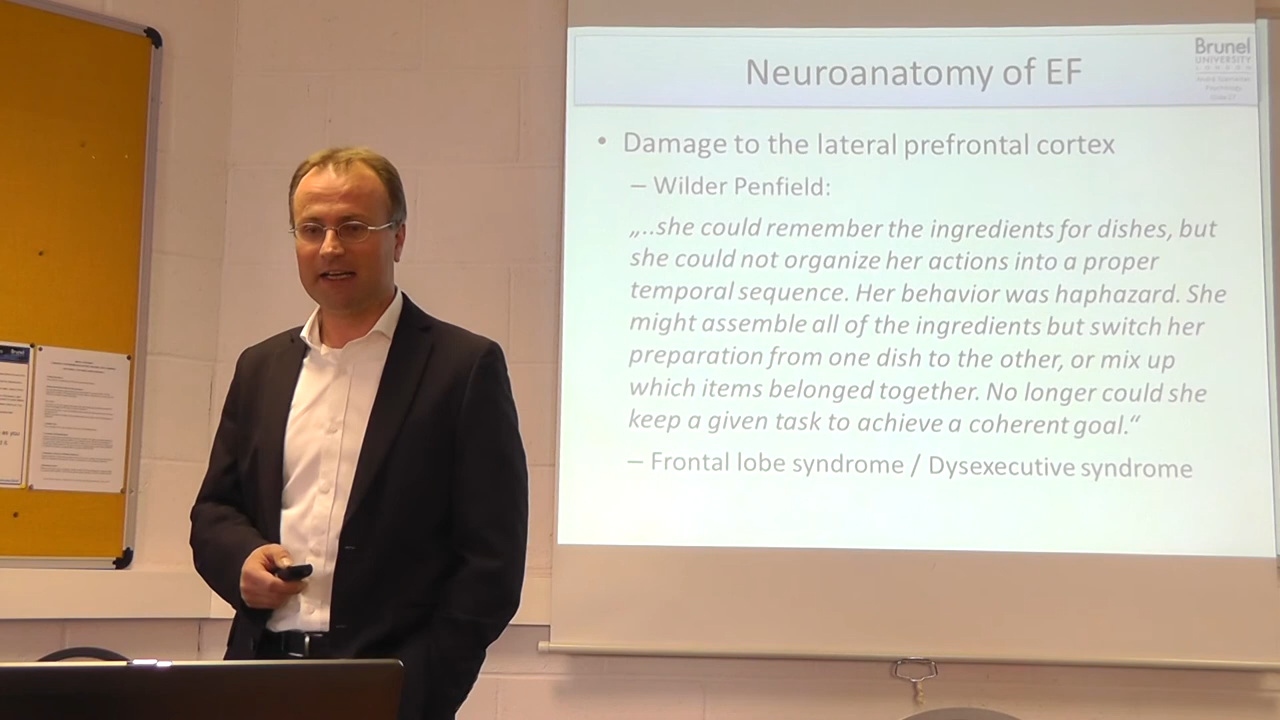 Neuroanatomy of EF
Brunel
UNIVERSITY
LONDON
• Damage to the lateral prefrontal cortex
– Wilder Penfield:
„…she could remember the ingredients for dishes, but
she could not organize her actions into a proper
temporal sequence. Her behavior was haphazard. She
might assemble all of the ingredients but switch her
preparation from one dish to the other, or mix up
which items belonged together. No longer could she
keep a given task to achieve a coherent goal.“
– Frontal lobe syndrome / Dysexecutive syndrome
Brunel